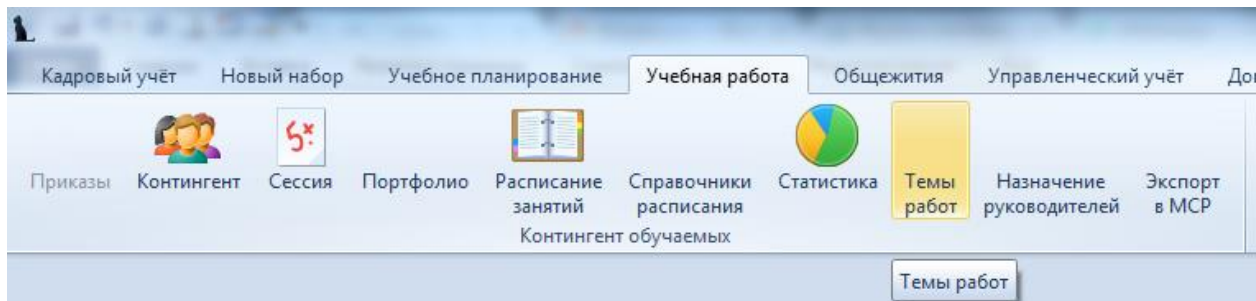 Кадровый учёт Новый набор Учебное планирование Учебная работа Общежития Управленческий учёт
5х
Приказы Контингент Сессия Портфолио Расписание занятий Справочники расписания Статистика Темы работ Назначение руководителей Экспорт в МСР
Контингент обучаемых
Темы работ